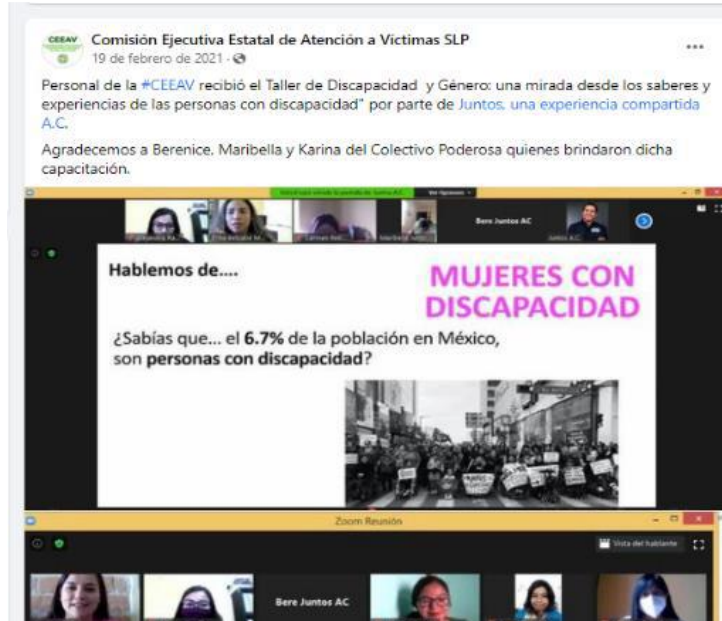 CEEAV
Comisión Ejecutiva Estatal de Atención a Víctimas SLP
19 de febrero de 2021 ·
Personal de la #CEEAV recibió el Taller de Discapacidad y Género: una mirada desde los saberes y
experiencias de las personas con discapacidad" por parte de Juntos, una experiencia compartida
A.C.
Agradecemos a Berenice, Maribella y Karina del Colectivo Poderosa quienes brindaron dicha
capacitación.
Bere Juntos AC
Hablemos de....
MUJERES CON
DISCAPACIDAD
¿Sabías que... el 6.7% de la población en México,
son personas con discapacidad?
Zoom Reunión
Vista del hablante
Bere Juntos AC